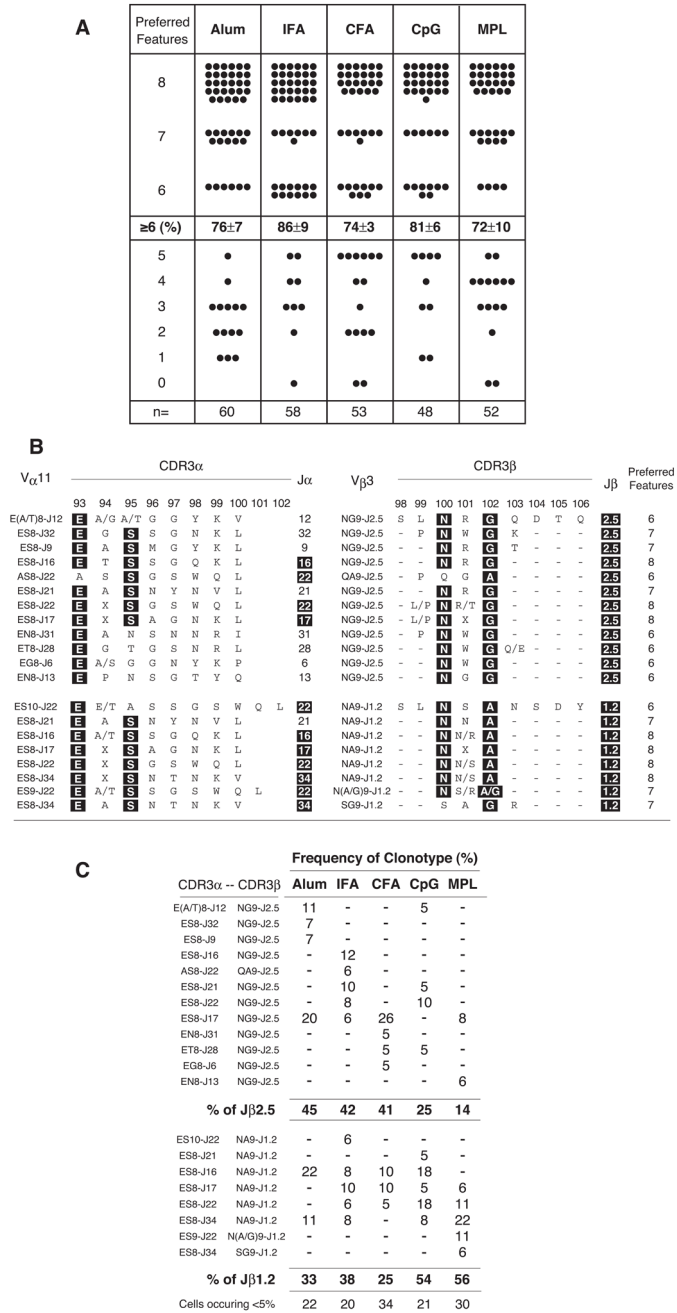 A
Preferred Features Alum IFA CFA CpG MPL
8
7
6
≥6 (%) 76±7 86±9 74±3 81±6 72±10
5
4
3
2
1
0
n= 60 58 53 48 52
B
Vα11 CDR3α Jα Vβ3 CDR3β Jβ Preferred Features
93 94 95 96 97 98 99 100 101 102 98 99 100 101 102 103 104 105 106
E(A/T)8-J12 E A/G A/T G G Y K V 12 NG9-J2.5 S L N R G Q D T Q 2.5 6
ES8-J32 E G S G S N K L 32 NG9-J2.5 - P N W G K - - - 2.5 7
ES8-J9 E A S M G Y K L 9 NG9-J2.5 - - N R G T - - - 2.5 7
ES8-J16 E T S S G Q K L 16 NG9-J2.5 - - N R G - - - - 2.5 8
AS8-J22 A S S G S W Q L 22 QA9-J2.5 - P Q G A - - - - 2.5 6
ES8-J21 E A S N Y N V L 21 NG9-J2.5 - - N R G - - - - 2.5 7
ES8-J22 E X S G S W Q L 22 NG9-J2.5 - L/P N R/T G - - - - 2.5 8
ES8-J17 E X S A G N K L 17 NG9-J2.5 - L/P N X G - - - - 2.5 8
EN8-J31 E A N S N N R I 31 NG9-J2.5 - P N W G - - - - 2.5 6
ET8-J28 E G T G S N R L 28 NG9-J2.5 - - N W G Q/E - - - 2.5 6
EG8-J6 E A/S G G N Y K P 6 NG9-J2.5 - - N W G - - - - 2.5 6
EN8-J13 E P N S G T Y Q 13 NG9-J2.5 - - N G G - - - - 2.5 6
ES10-J22 E E/T A S S G S W Q L 22 NA9-J1.2 S L N S A N S D Y 1.2 6
ES8-J21 E A S N Y N V L 21 NA9-J1.2 - - N N A - - - - 1.2 7
ES8-J16 E A/T S S G Q K L 16 NA9-J1.2 - - N N/R A - - - - 1.2 8
ES8-J17 E X S A G N K L 17 NA9-J1.2 - - N X A - - - - 1.2 8
ES8-J22 E X S G S W Q L 22 NA9-J1.2 - - N N/S A - - - - 1.2 8
ES8-J34 E X S N T N K V 34 NA9-J1.2 - - N N/S A - - - - 1.2 8
ES9-J22 E A/T S S G S W Q L 22 N(A/G)9-J1.2 - - N S/R A/G - - - - 1.2 7
ES8-J34 E A S N T N K V 34 SG9-J1.2 - - S A G R - - - 1.2 7
C
Frequency of Clonotype (%)
CDR3α -- CDR3β Alum IFA CFA CpG MPL
E(A/T)8-J12 NG9-J2.5 11 - - 5 -
ES8-J32 NG9-J2.5 7 - - - -
ES8-J9 NG9-J2.5 7 - - - -
ES8-J16 NG9-J2.5 - 12 - - -
AS8-J22 QA9-J2.5 - 6 - - -
ES8-J21 NG9-J2.5 - 10 - 5 -
ES8-J22 NG9-J2.5 - 8 - 10 -
ES8-J17 NG9-J2.5 20 6 26 - 8
EN8-J31 NG9-J2.5 - - 5 - -
ET8-J28 NG9-J2.5 - - 5 5 -
EG8-J6 NG9-J2.5 - - 5 - -
EN8-J13 NG9-J2.5 - - - - 6
% of Jβ2.5 45 42 41 25 14
ES10-J22 NA9-J1.2 - 6 - - -
ES8-J21 NA9-J1.2 - - - 5 -
ES8-J16 NA9-J1.2 22 8 10 18 -
ES8-J17 NA9-J1.2 - 10 10 5 6
ES8-J22 NA9-J1.2 - 6 5 18 11
ES8-J34 NA9-J1.2 11 8 - 8 22
ES9-J22 N(A/G)9-J1.2 - - - - 11
ES8-J34 SG9-J1.2 - - - - 6
% of Jβ1.2 33 38 25 54 56
Cells occuring <5% 22 20 34 21 30